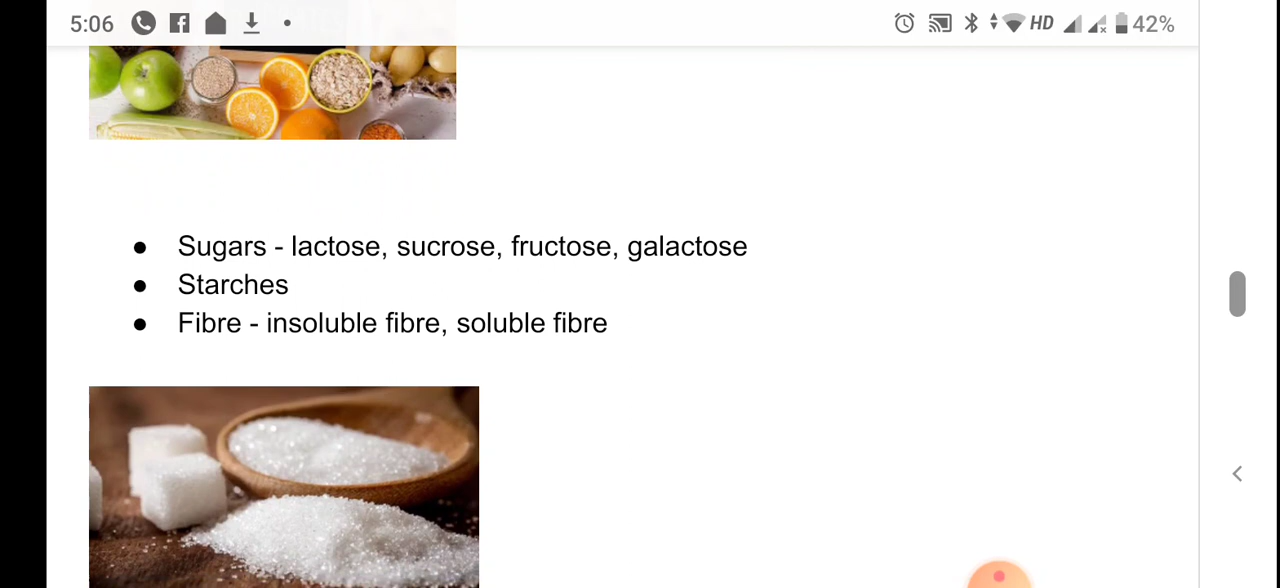 5:06
HD
42%
● Sugars - lactose, sucrose, fructose, galactose
● Starches
● Fibre - insoluble fibre, soluble fibre